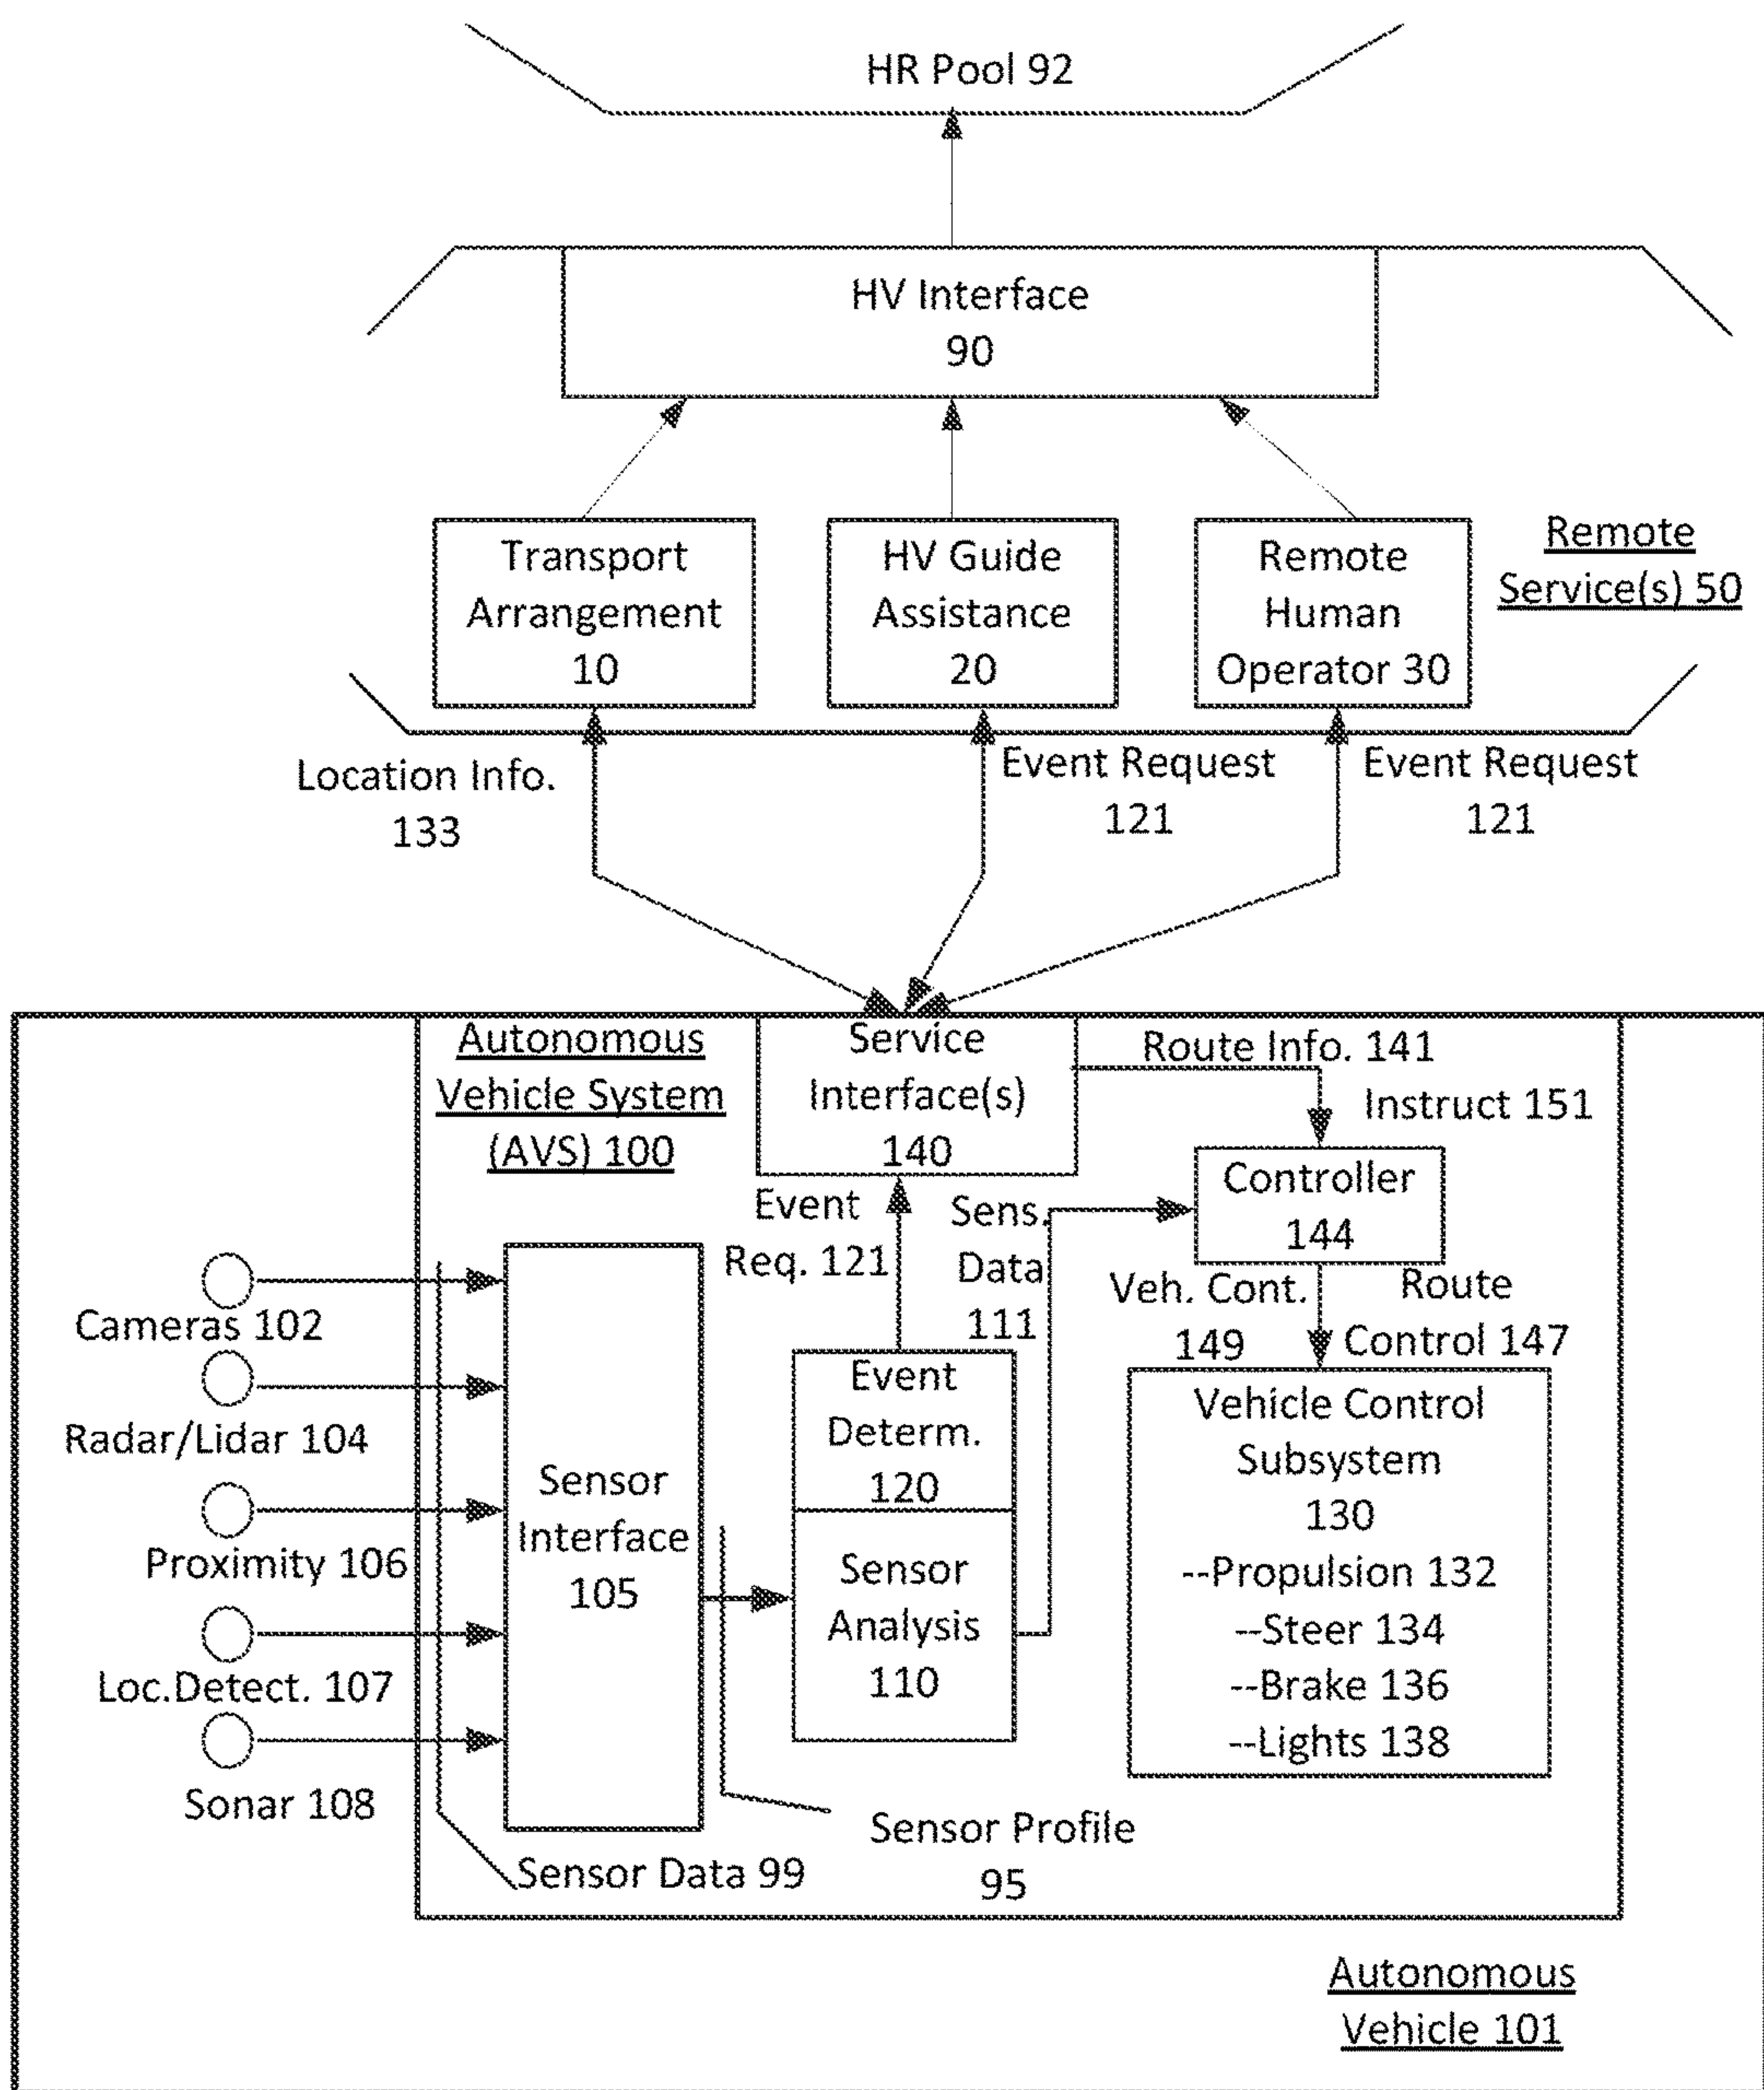 HR Pool 92
HV Interface
90
Transport
Arrangement
10
HV Guide
Assistance
20
Remote
Human
Operator 30
Remote
Service(s) 50
Location Info.
133
Event Request
121
Event Request
121
Autonomous
Vehicle System
(AVS) 100
Service
Interface(s)
140
Route Info. 141
Instruct 151
Controller
144
Event
Req. 121
Sens.
Data
111
Veh. Cont.
149
Route
Control 147
Cameras 102
Radar/Lidar 104
Proximity 106
Loc.Detect. 107
Sonar 108
Sensor
Interface
105
Event
Determ.
120
Sensor
Analysis
110
Vehicle Control
Subsystem
130
--Propulsion 132
--Steer 134
--Brake 136
--Lights 138
Sensor Data 99
Sensor Profile
95
Autonomous
Vehicle 101